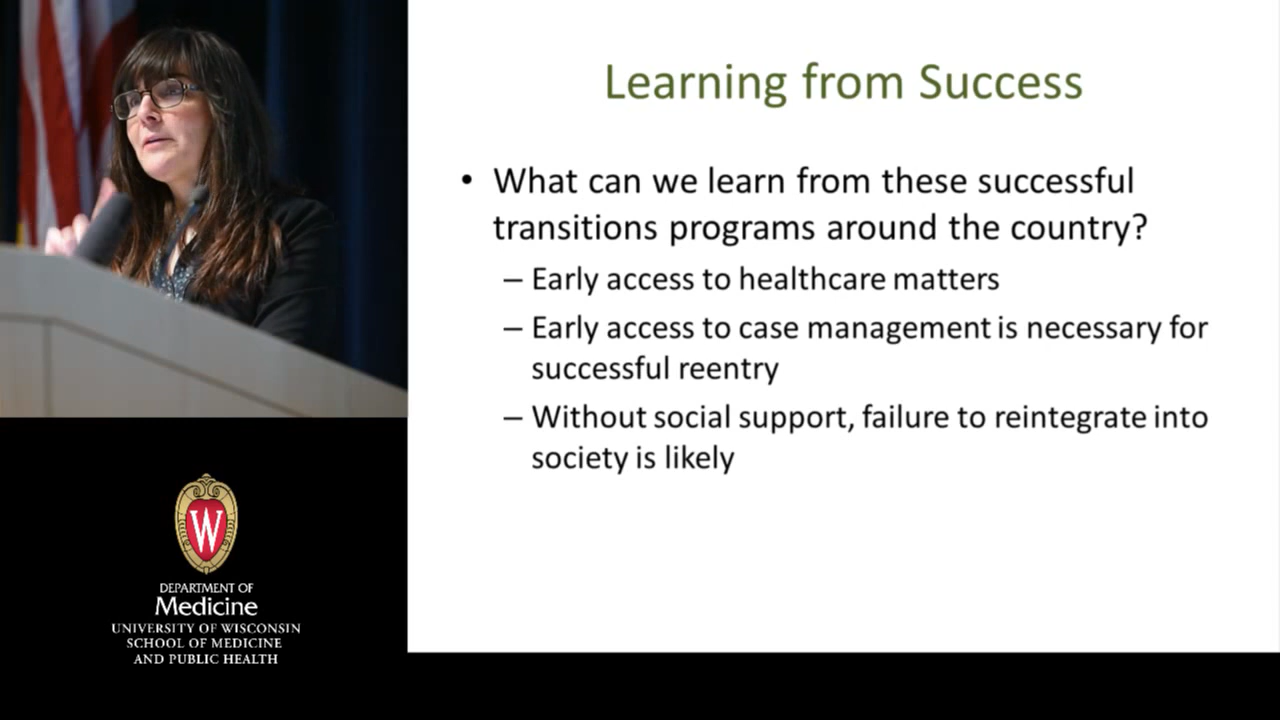 Learning from Success
• What can we learn from these successful
transitions programs around the country?
– Early access to healthcare matters
– Early access to case management is necessary for
successful reentry
– Without social support, failure to reintegrate into
society is likely
W
DEPARTMENT OF
Medicine
UNIVERSITY OF WISCONSIN
SCHOOL OF MEDICINE
AND PUBLIC HEALTH